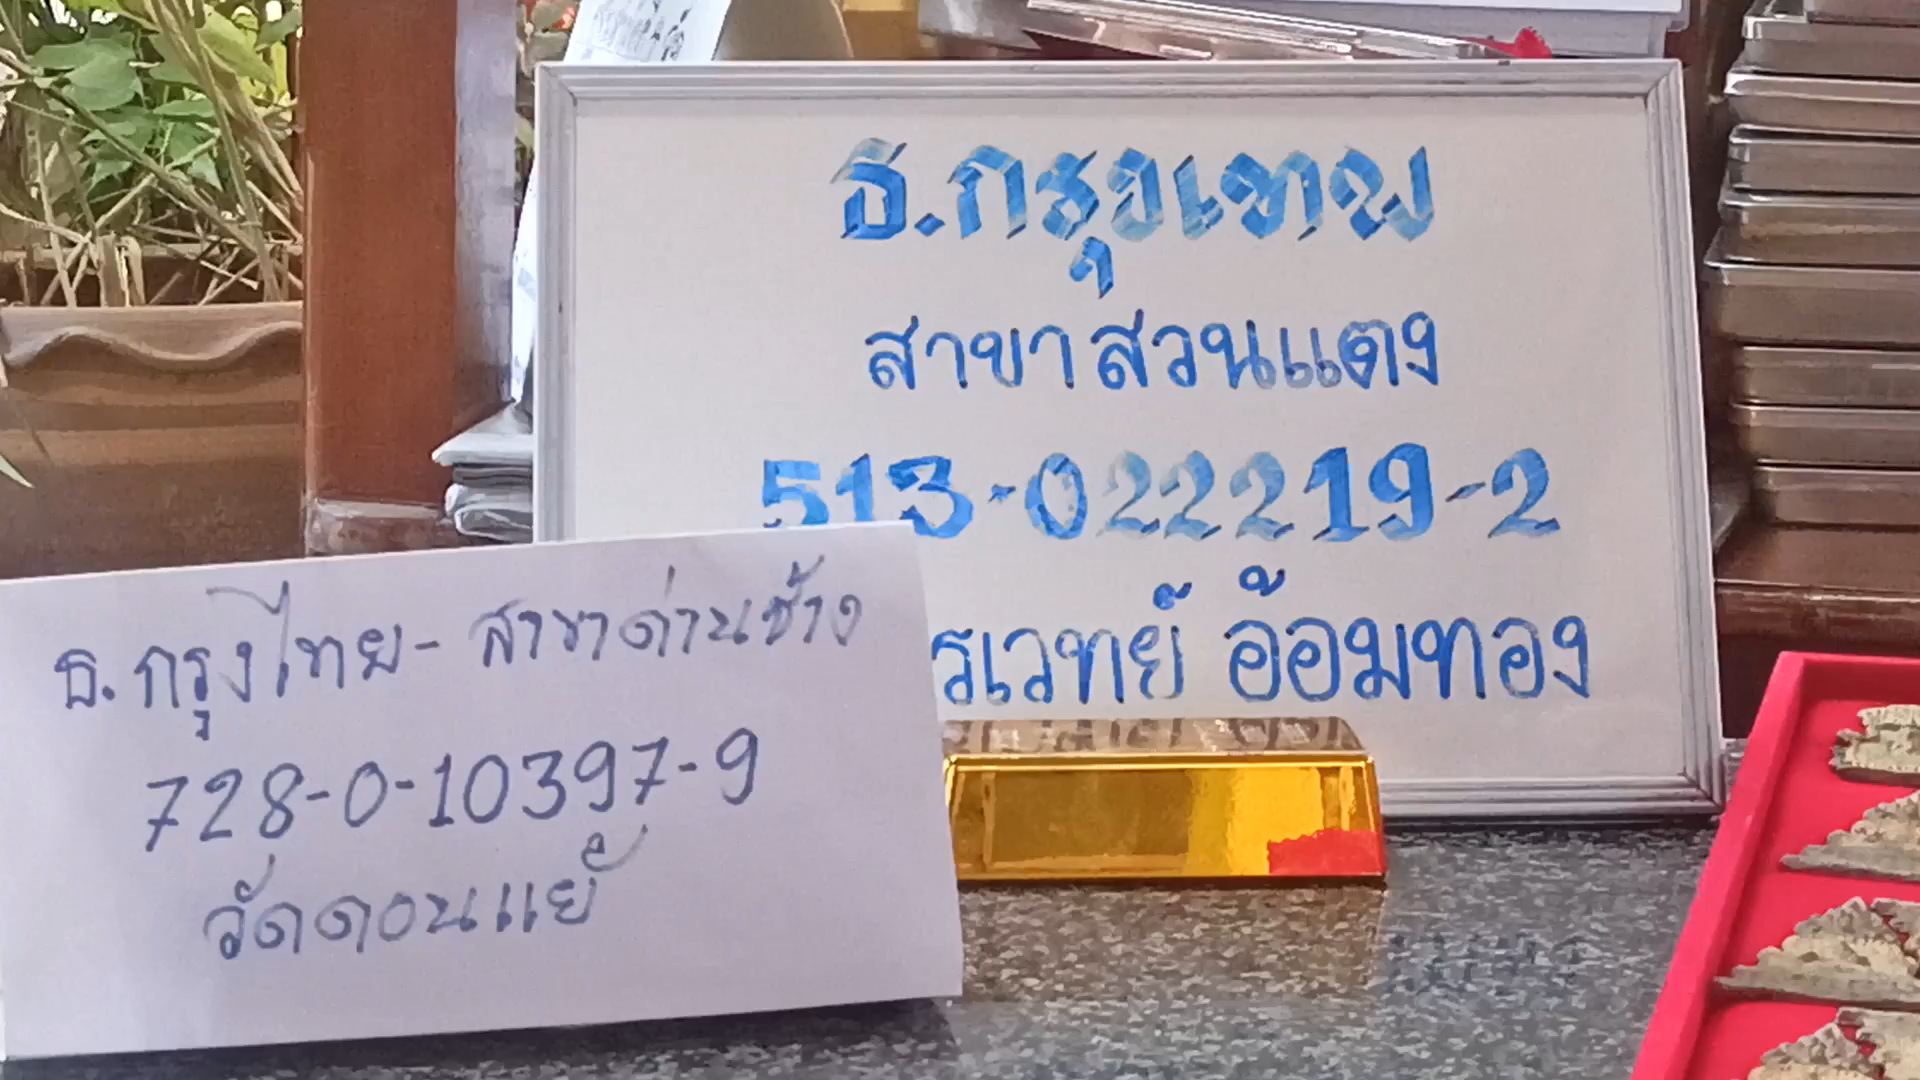 ธ.กรุงเทพ
สาขาสวนแตง
513-022219-2
รเวทย์ อ้อมทอง
ธ.กรุงไทย-สาขาด่านช้าง
728-0-10397-9
วัดดอนแย้